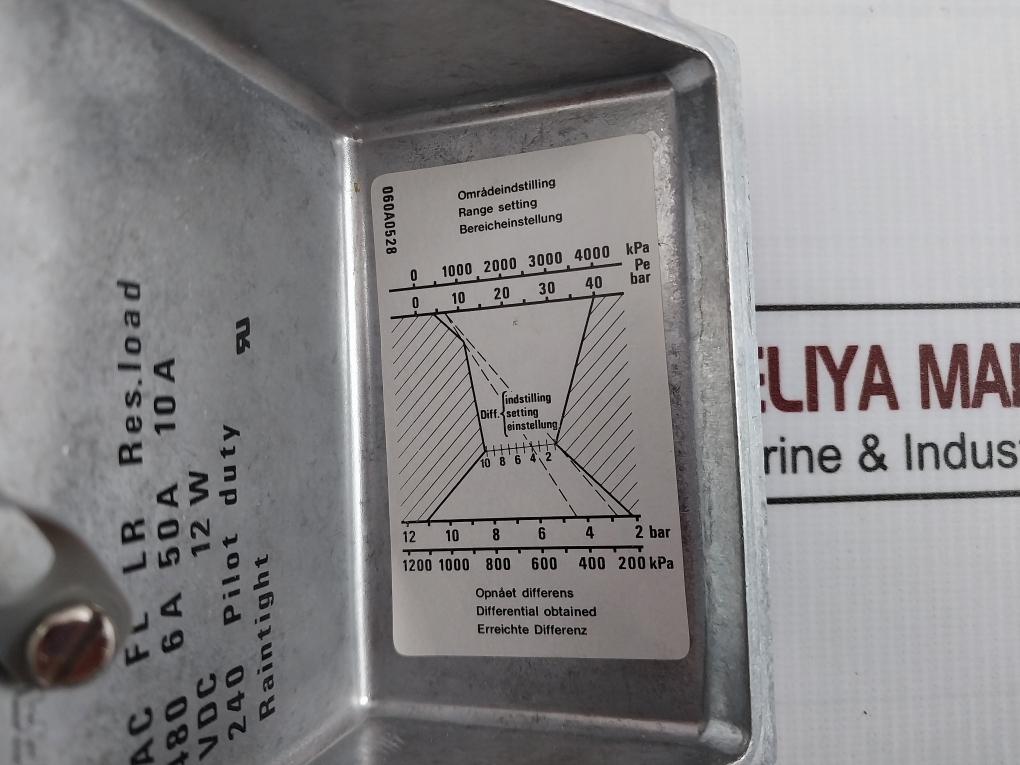 060A0528
Områdeindstilling
Range setting
Bereicheinstellung
0 1000 2000 3000 4000 kPa
Pe
0 10 20 30 40 bar
Diff.
indstilling
setting
einstellung
10 8 6 4 2
12 10 8 6 4 2 bar
1200 1000 800 600 400 200 kPa
Opnået differens
Differential obtained
Erreichte Differenz
AC FL LR Res.load
480 6A 50A 10A
VDC 12W
240 Pilot duty
Raintight
ELIYA MA
rine & Indus